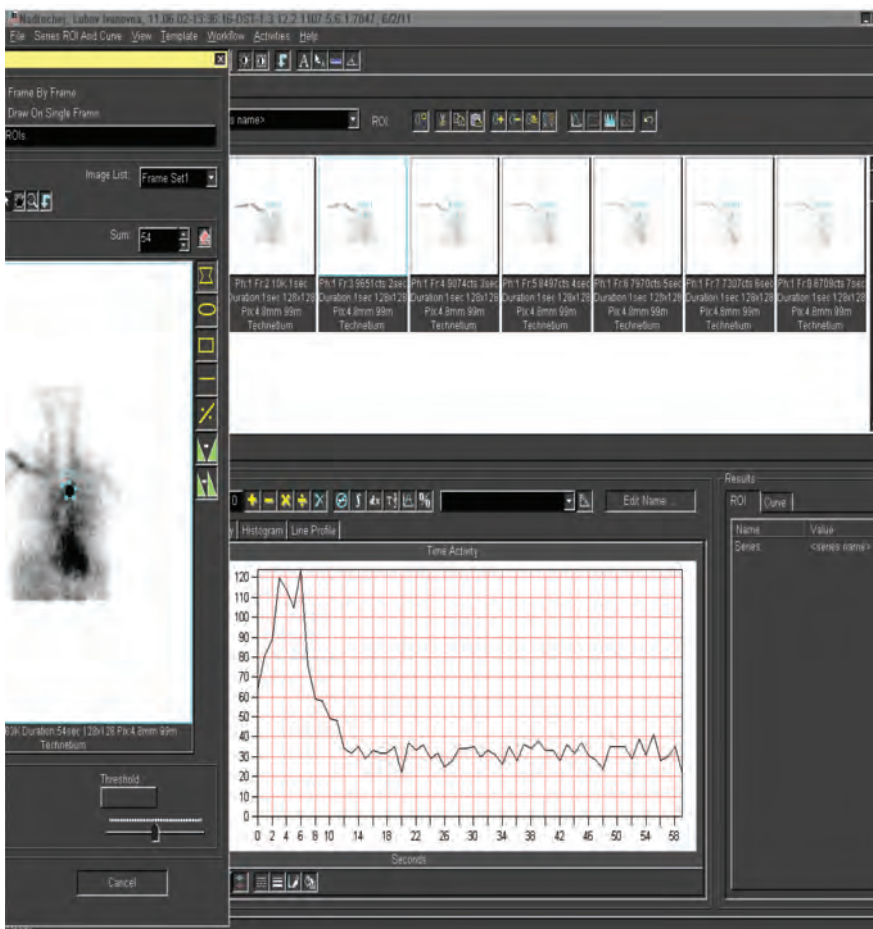 Nadtochej, Lubov Ivanovna, 11.06.02-13:36:16-DST-1.3.12.2.1107.5.6.1.7047, 6/2/11
File Series ROI And Curve View Template Workflow Activities Help
Frame By Frame
Draw On Single Frame
ROIs.
s name>
ROI:
Image List: Frame Set1
Sum: 54
Ph:1 Fr:2 10K 1sec
Duration:1sec 128x128
Pix:4.8mm 99m
Technetium
Ph:1 Fr:3 9651cts 2sec
Duration:1sec 128x128
Pix:4.8mm 99m
Technetium
Ph:1 Fr:4 9074cts 3sec
Duration:1sec 128x128
Pix:4.8mm 99m
Technetium
Ph:1 Fr:5 8497cts 4sec
Duration:1sec 128x128
Pix:4.8mm 99m
Technetium
Ph:1 Fr:6 7970cts 5sec
Duration:1sec 128x128
Pix:4.8mm 99m
Technetium
Ph:1 Fr:7 7307cts 6sec
Duration:1sec 128x128
Pix:4.8mm 99m
Technetium
Ph:1 Fr:8 6709cts 7sec
Duration:1sec 128x128
Pix:4.8mm 99m
Technetium
83K Duration:54sec 128x128 Pix:4.8mm 99m
Technetium
Threshold
Cancel
Edit Name ...
y Histogram Line Profile
Time Activity
120
110
100
90
80
70
60
50
40
30
20
10
0
0 2 4 6 8 10 14 18 22 26 30 34 38 42 46 50 54 58
Seconds
Results
ROI Curve
Name Value
Series <series name>